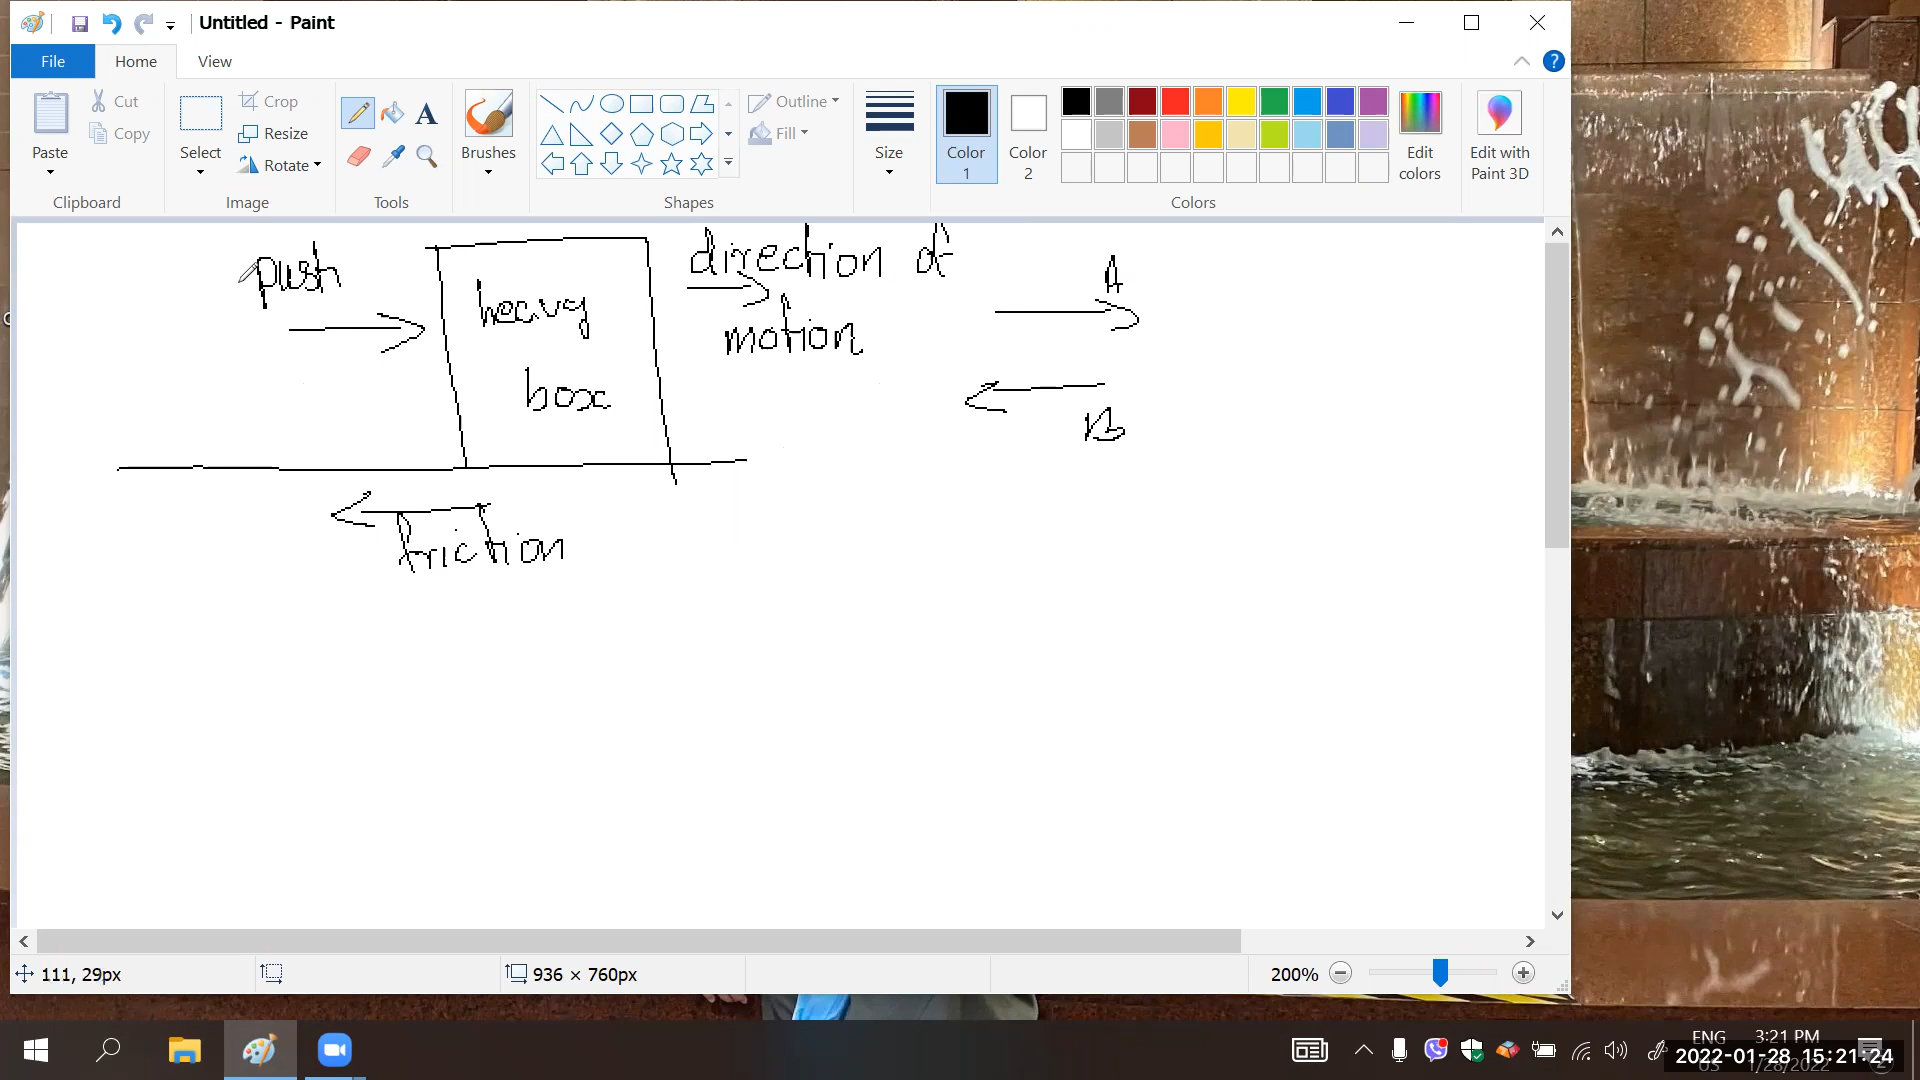 Untitled - Paint
File
Home
View
Paste
Cut
Copy
Clipboard
Select
Crop
Resize
Rotate
Image
A
Tools
Brushes
Shapes
Outline
Fill
Size
Color
1
Color
2
Colors
Edit
colors
Edit with
Paint 3D
push
heavy
box
direction of
motion
A
B
friction
111, 29px
936 × 760px
200%
ENG
3:21 PM
2022-01-28 15:21:24